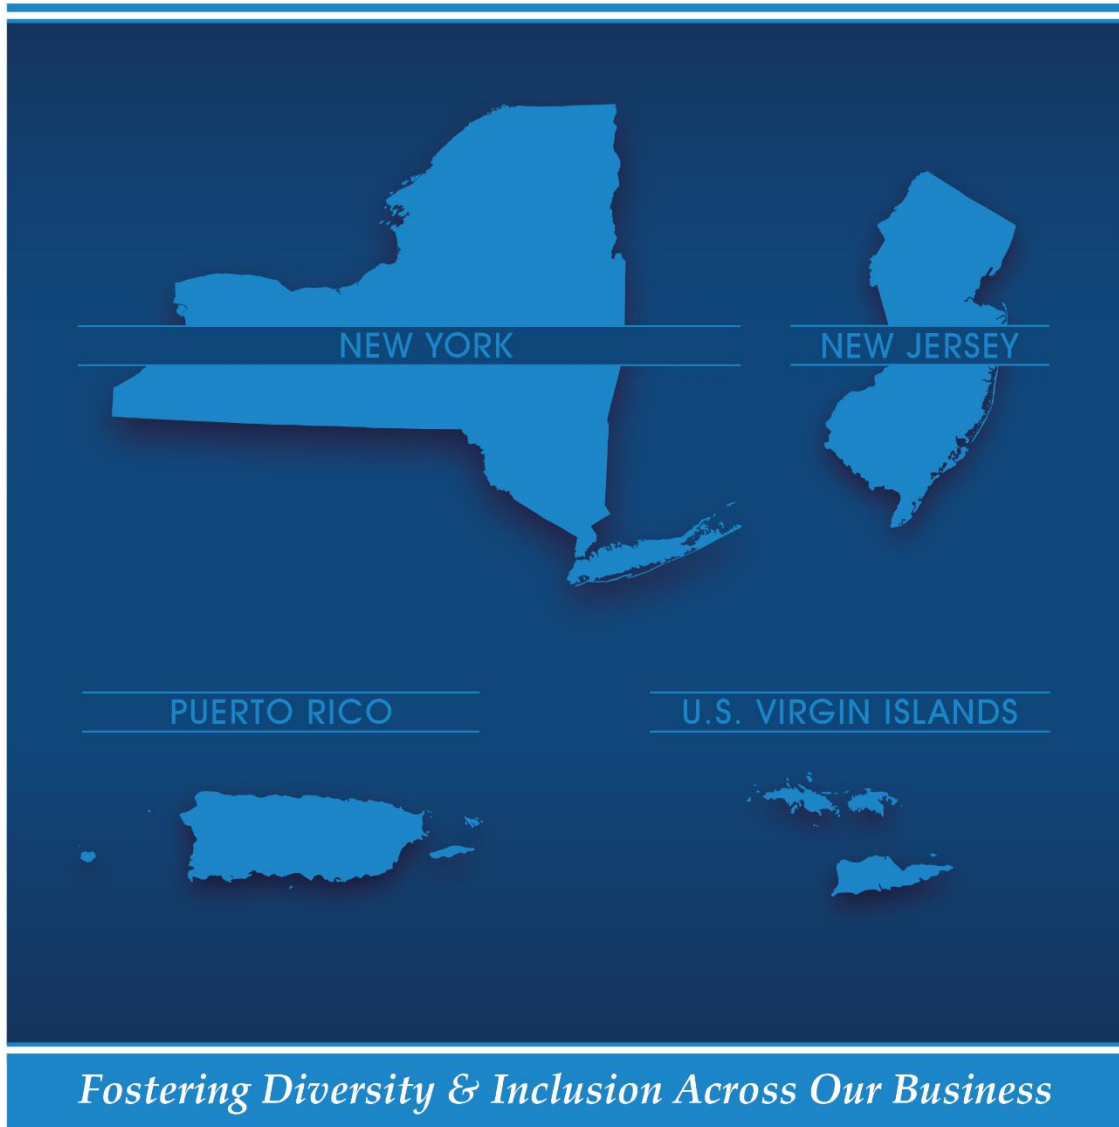 NEW YORK
NEW JERSEY
PUERTO RICO
U.S. VIRGIN ISLANDS
Fostering Diversity & Inclusion Across Our Business